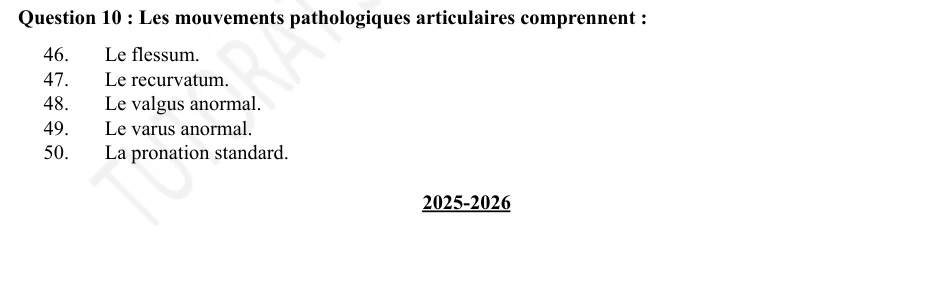 Question 10 : Les mouvements pathologiques articulaires comprennent :
46. Le flessum.
47. Le recurvatum.
48. Le valgus anormal.
49. Le varus anormal.
50. La pronation standard.
2025-2026